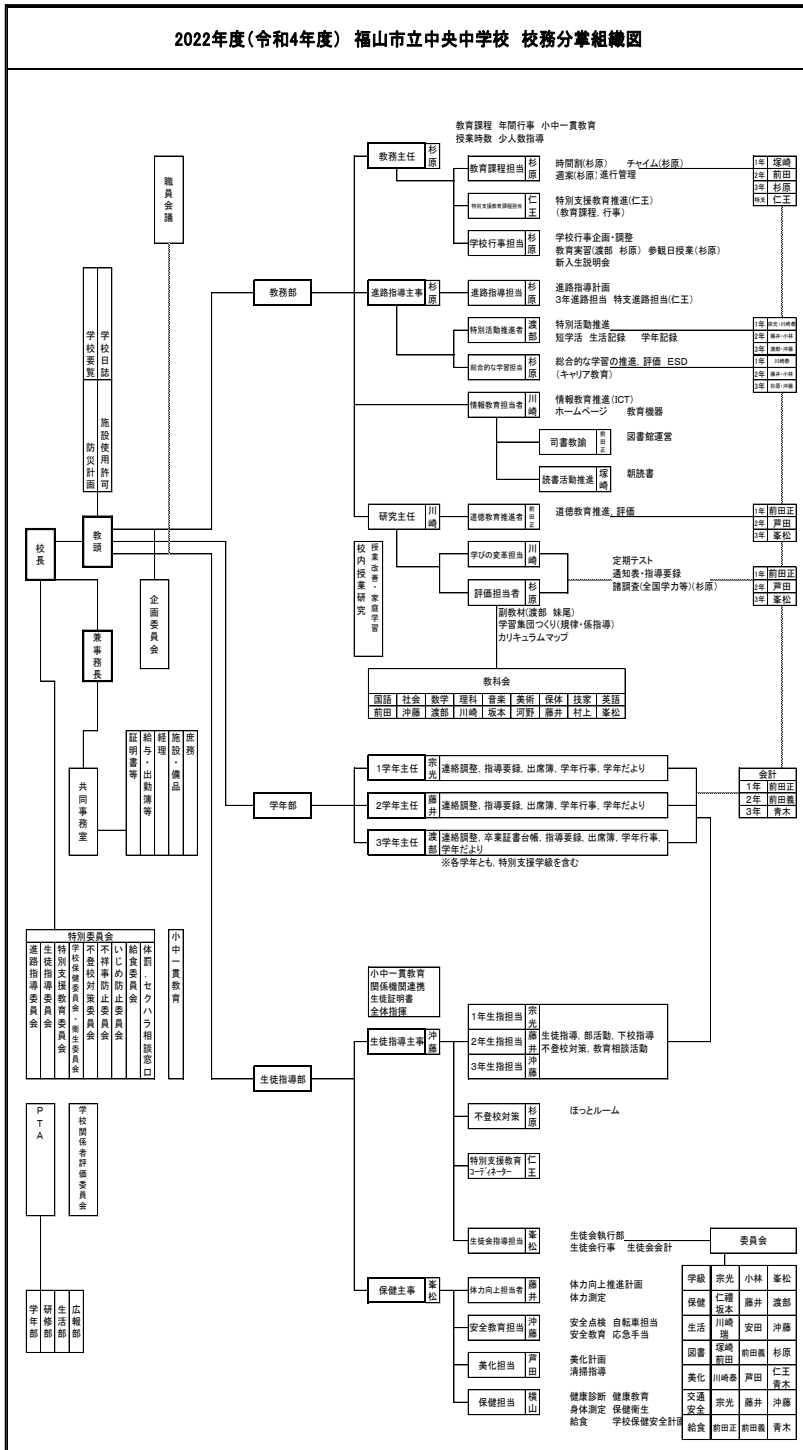 2022年度(令和4年度) 福山市立中央中学校 校務分掌組織図
教育課程 年間行事 小中一貫教育
授業時数 少人数指導
教務主任 杉原
教育課程担当 杉原
時間割(杉原) チャイム(杉原)
週案(杉原) 進行管理
1年 塚崎
2年 前田
3年 杉原
特支 仁王
特別支援教育課程担当 仁王
特別支援教育推進(仁王)
(教育課程, 行事)
学校行事担当 杉原
学校行事企画・調整
教育実習(渡部 杉原) 参観日授業(杉原)
新入生説明会
職員会議
教務部
進路指導主事 杉原
進路指導担当 杉原
進路指導計画
3年進路担当 特支進路担当(仁王)
特別活動推進者 渡部
特別活動推進
短学活 生活記録 学年記録
1年 宗光・川崎泰
2年 藤井・小林
3年 渡部・沖藤
総合的な学習担当 杉原
総合的な学習の推進, 評価 ESD
(キャリア教育)
1年 川崎泰
2年 藤井・小林
3年 杉原・沖藤
情報教育担当者 川崎
情報教育推進(ICT)
ホームページ 教育機器
司書教諭 前田正
図書館運営
読書活動推進 塚崎
朝読書
学校要覧
学校日誌
防災計画
施設使用許可
校長
教頭
研究主任 川崎
道徳教育推進者 前田正
道徳教育推進, 評価
1年 前田正
2年 芦田
3年 峯松
校内授業研究
授業改善・家庭学習
学びの変革担当 川崎
評価担当者 杉原
定期テスト
通知表・指導要録
諸調査(全国学力等)(杉原)
1年 前田正
2年 芦田
3年 峯松
副教材(渡部 妹尾)
学習集団つくり(規律・係指導)
カリキュラムマップ
企画委員会
兼事務長
教科会
国語 社会 数学 理科 音楽 美術 保体 技家 英語
前田 沖藤 渡部 川崎 坂本 河野 藤井 村上 峯松
共同事務室
証明書等
給与・出勤簿等
経理
施設・備品
庶務
学年部
1学年主任 宗光
連絡調整, 指導要録, 出席簿, 学年行事, 学年だより
2学年主任 藤井
連絡調整, 指導要録, 出席簿, 学年行事, 学年だより
3学年主任 渡部
連絡調整, 卒業証書台帳, 指導要録, 出席簿, 学年行事,
学年だより
※各学年とも, 特別支援学級を含む
会計
1年 前田正
2年 前田義
3年 青木
特別委員会
進路指導委員会
生徒指導委員会
特別支援教育委員会
学校保健委員会・衛生委員会
不登校対策委員会
不祥事防止委員会
いじめ防止委員会
給食委員会
体罰，セクハラ相談窓口
小中一貫教育
小中一貫教育
関係機関連携
生徒証明書
全体指揮
生徒指導部
生徒指導主事 沖藤
1年生指担当 宗光
2年生指担当 藤井
3年生指担当 沖藤
生徒指導, 部活動, 下校指導
不登校対策, 教育相談活動
不登校対策 杉原
ほっとルーム
特別支援教育
コーディネーター 仁王
生徒会指導担当 峯松
生徒会執行部
生徒会行事 生徒会会計
PTA
学校関係者評価委員会
学年部
研修部
生活部
広報部
保健主事 峯松
体力向上担当者 藤井
体力向上推進計画
体力測定
安全教育担当 沖藤
安全点検 自転車担当
安全教育 応急手当
美化担当 芦田
美化計画
清掃指導
保健担当 横山
健康診断 健康教育
身体測定 保健衛生
給食 学校保健安全計画
委員会
学級 宗光 小林 峯松
保健 仁禮 坂本 藤井 渡部
生活 川崎瑞 安田 沖藤
図書 塚崎 前田 前田義 杉原
美化 川崎泰 芦田 仁王 青木
交通安全 宗光 藤井 沖藤
給食 前田正 前田義 青木